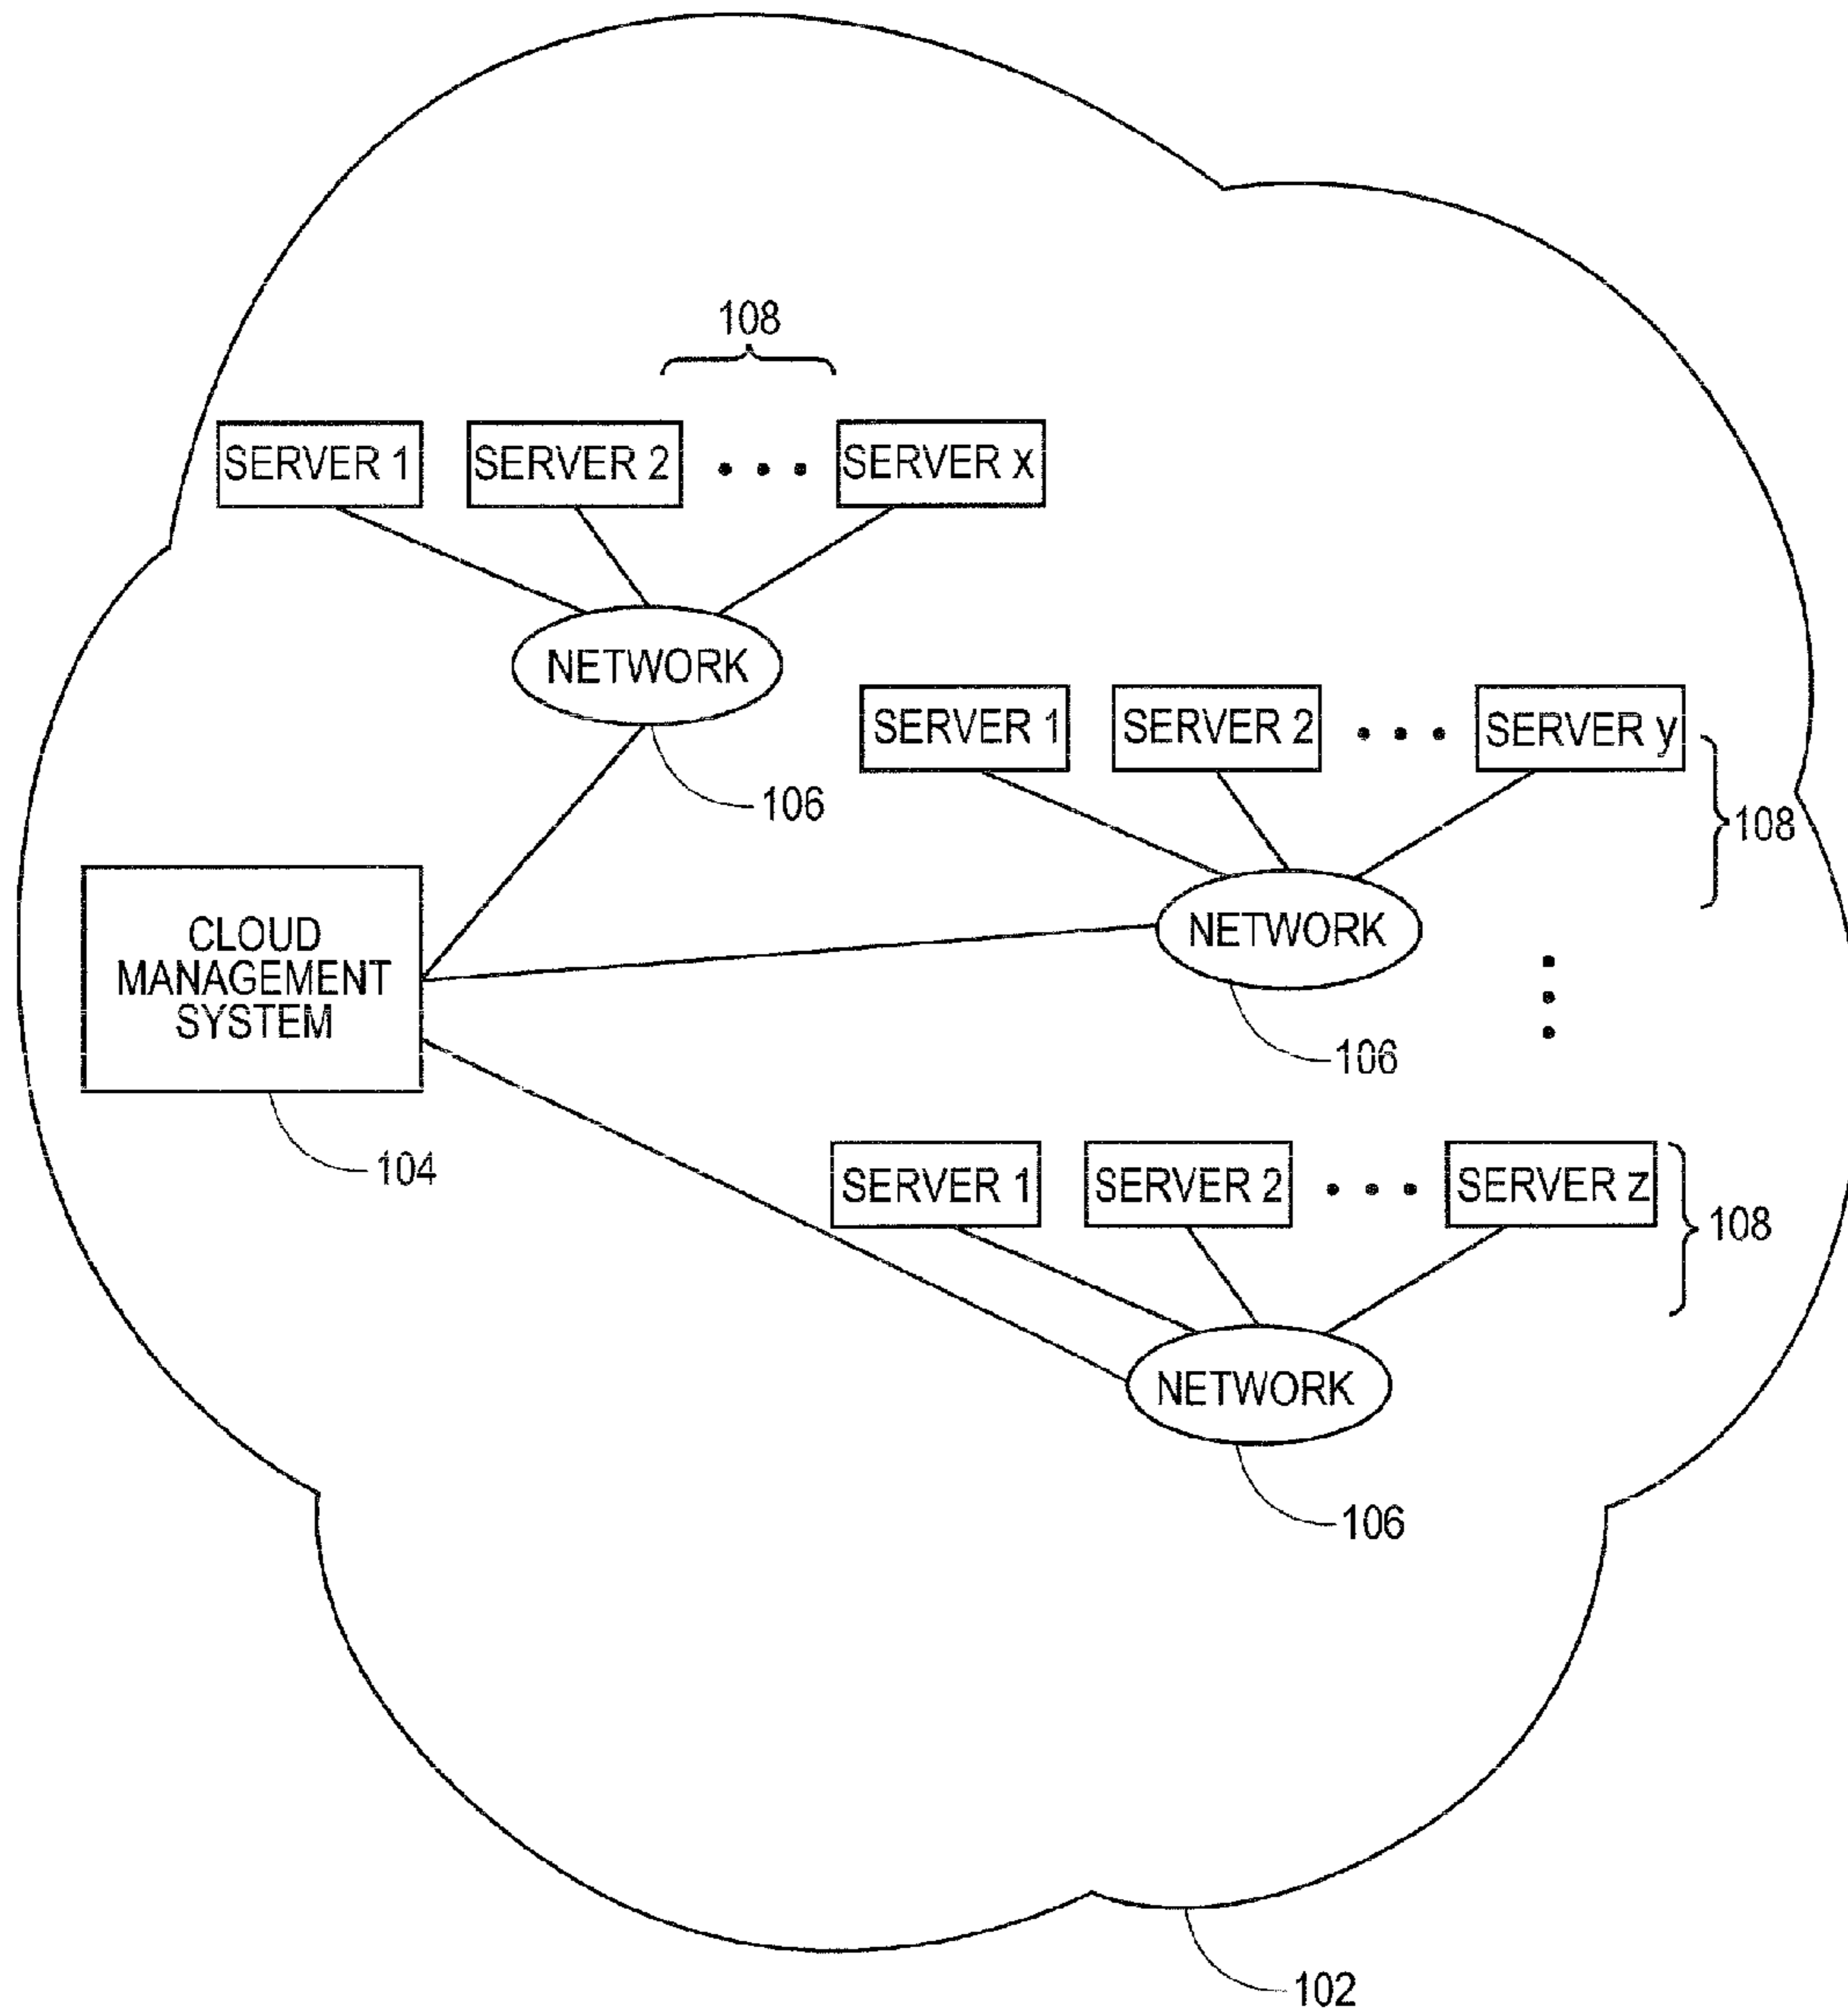 108
SERVER 1 SERVER 2 • • • SERVER x
NETWORK
106
SERVER 1 SERVER 2 • • • SERVER y
108
CLOUD
MANAGEMENT
SYSTEM
104
NETWORK
106
SERVER 1 SERVER 2 • • • SERVER z
108
NETWORK
106
102